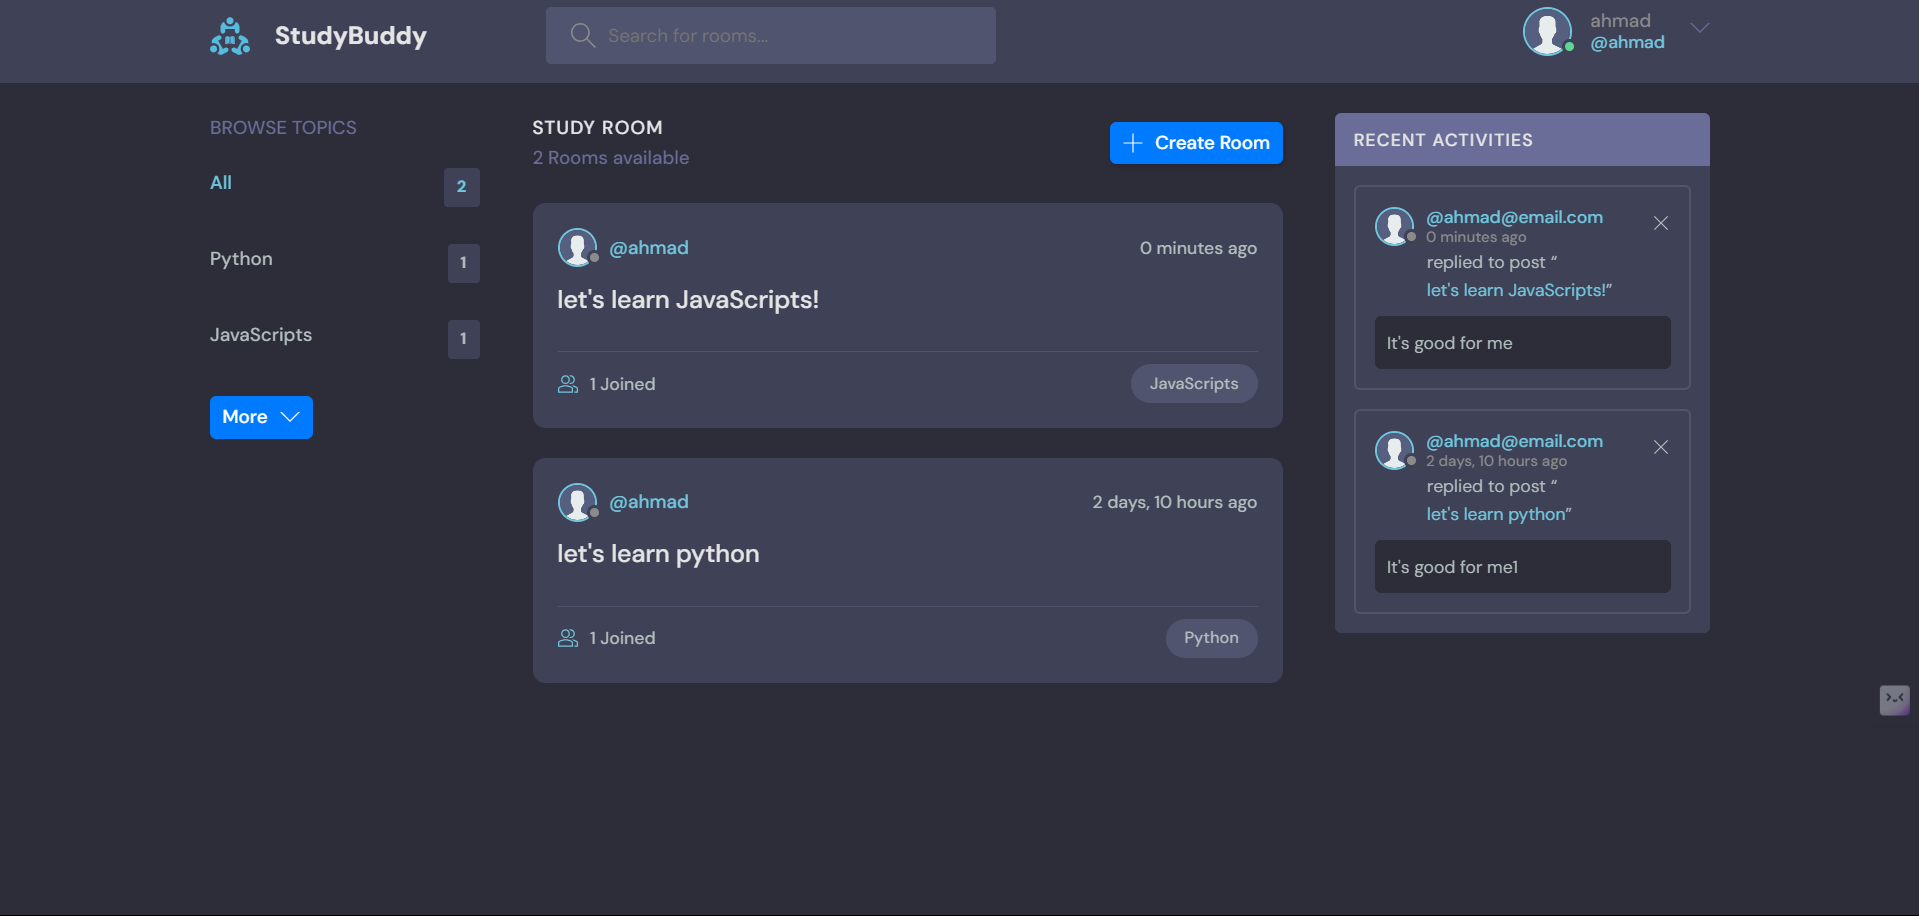 StudyBuddy
Search for rooms...
ahmad
@ahmad
BROWSE TOPICS
All
2
Python
1
JavaScripts
1
More
STUDY ROOM
2 Rooms available
Create Room
@ahmad
0 minutes ago
let's learn JavaScripts!
1 Joined
JavaScripts
@ahmad
2 days, 10 hours ago
let's learn python
1 Joined
Python
RECENT ACTIVITIES
@ahmad@email.com
0 minutes ago
replied to post “
let's learn JavaScripts!”
It's good for me
@ahmad@email.com
2 days, 10 hours ago
replied to post “
let's learn python”
It's good for me1